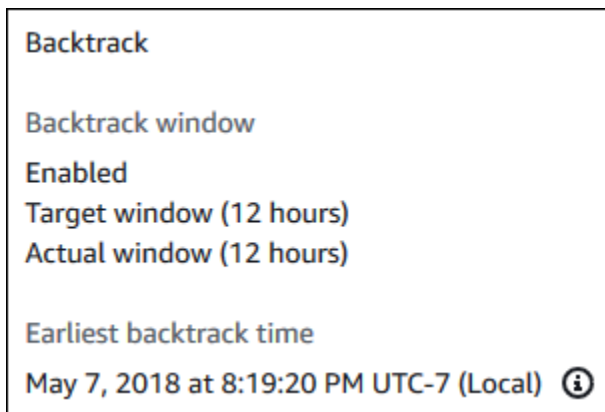 Backtrack
Backtrack window
Enabled
Target window (12 hours)
Actual window (12 hours)
Earliest backtrack time
May 7, 2018 at 8:19:20 PM UTC-7 (Local)